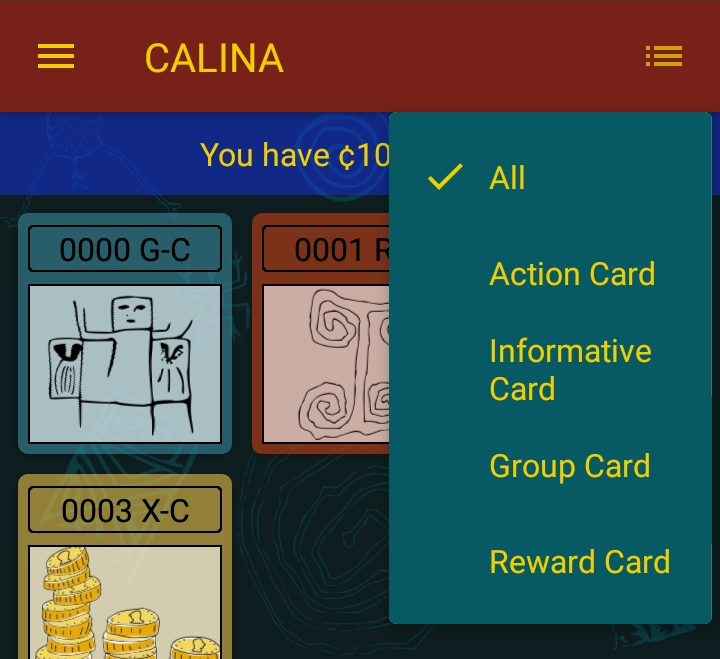 CALINA
You have ¢10
All
Action Card
Informative
Card
Group Card
Reward Card
0000 G-C
0001 R
0003 X-C